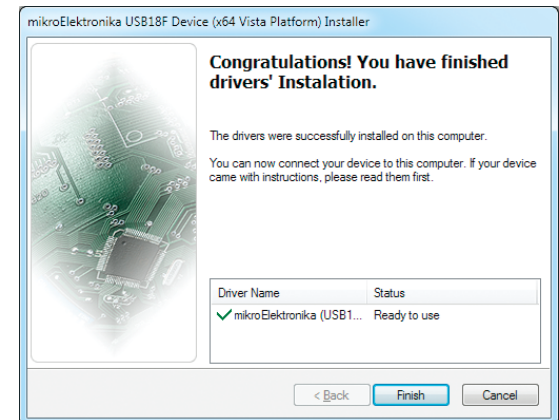 mikroElektronika USB18F Device (x64 Vista Platform) Installer
Congratulations! You have finished
drivers' Instalation.
The drivers were successfully installed on this computer.
You can now connect your device to this computer. If your device
came with instructions, please read them first.
Driver Name Status
mikroElektronika (USB1... Ready to use
< Back Finish Cancel